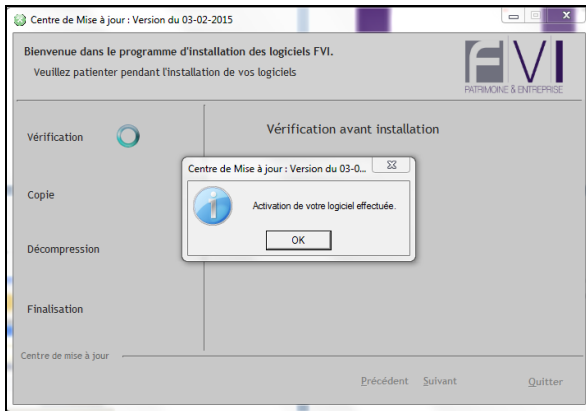 Centre de Mise à jour : Version du 03-02-2015
Bienvenue dans le programme d'installation des logiciels FVI.
Veuillez patienter pendant l'installation de vos logiciels
FVI
PATRIMOINE & ENTREPRISE
Vérification
Vérification avant installation
Centre de Mise à jour : Version du 03-0...
Activation de votre logiciel effectuée.
OK
Copie
Décompression
Finalisation
Centre de mise à jour
Précédent Suivant Quitter